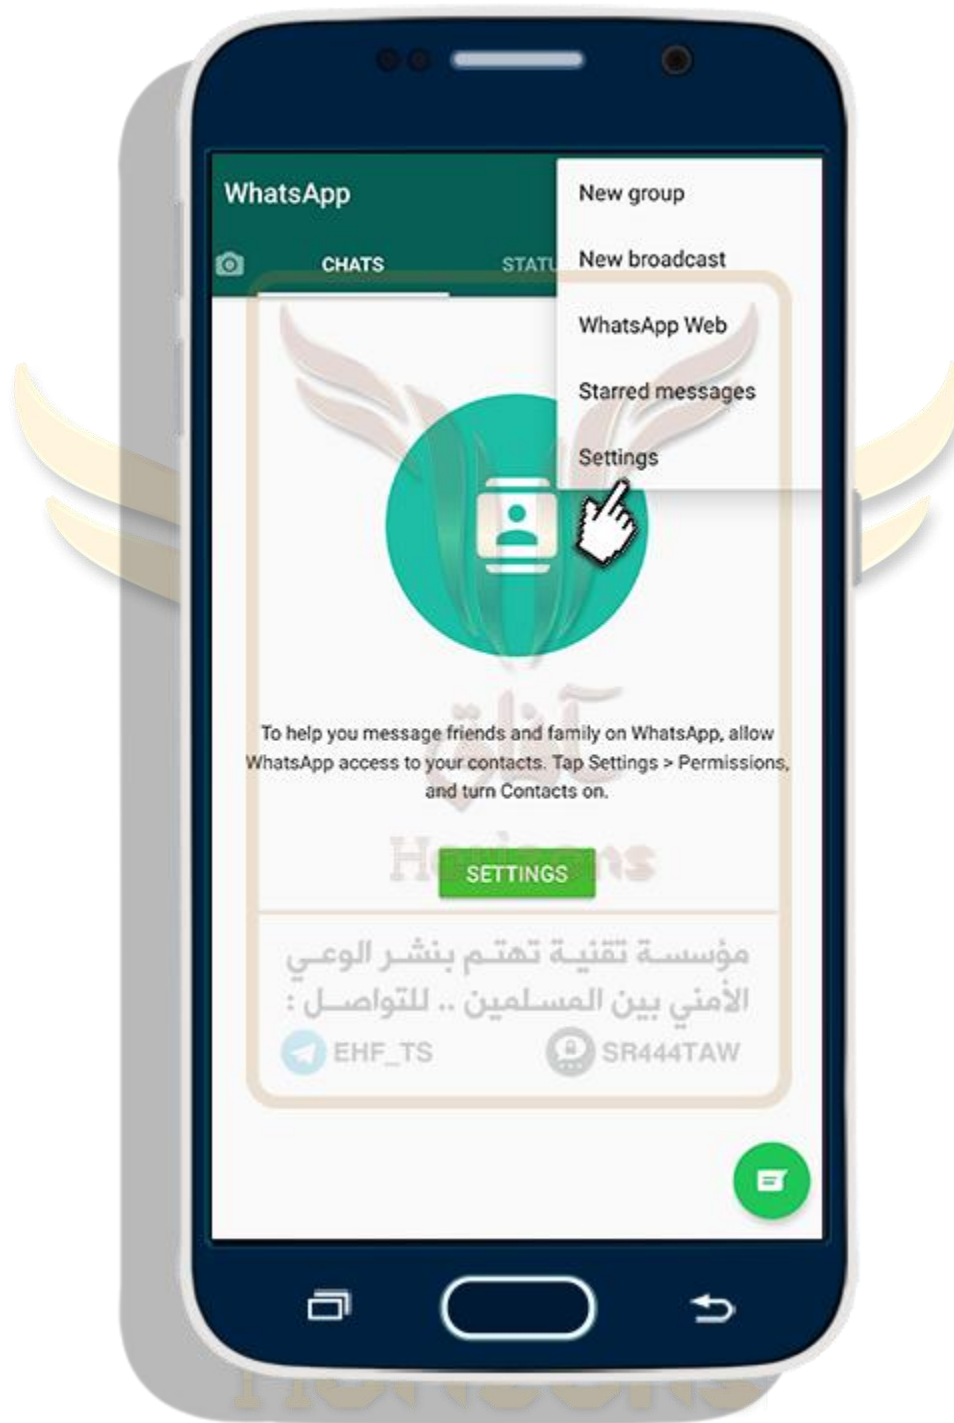 WhatsApp
CHATS
STATU
New group
New broadcast
WhatsApp Web
Starred messages
Settings
To help you message friends and family on WhatsApp, allow
WhatsApp access to your contacts. Tap Settings > Permissions,
and turn Contacts on.
SETTINGS
آفاق
Horizons
مؤسسة تقنية تهتم بنشر الوعي
الأمني بين المسلمين .. للتواصل :
EHF_TS
SR444TAW